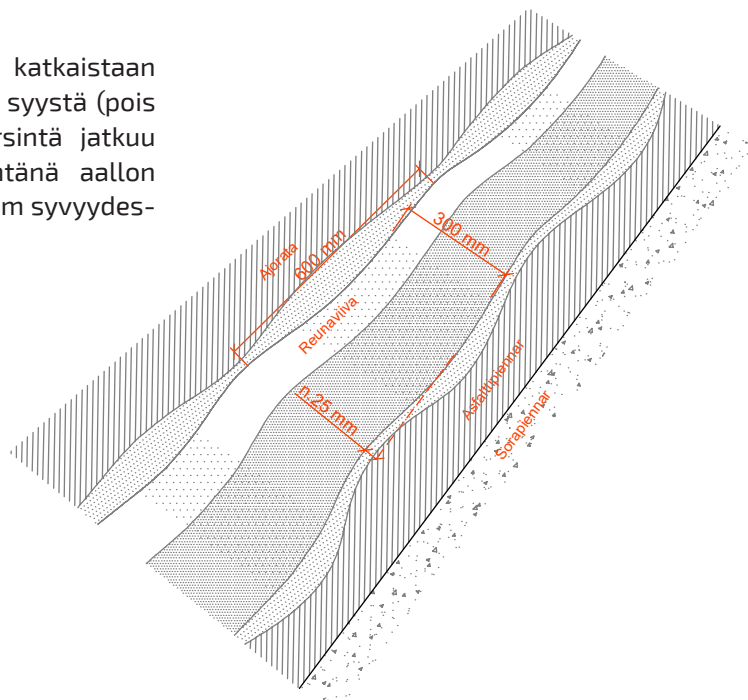 katkaistaan
syystä (pois
rsintä jatkuu
ntänä aallon
m syvyydes-
Ajorata
600 mm
300 mm
Reunaviiva
n.25 mm
Asfalttipiennar
Sorapiennar